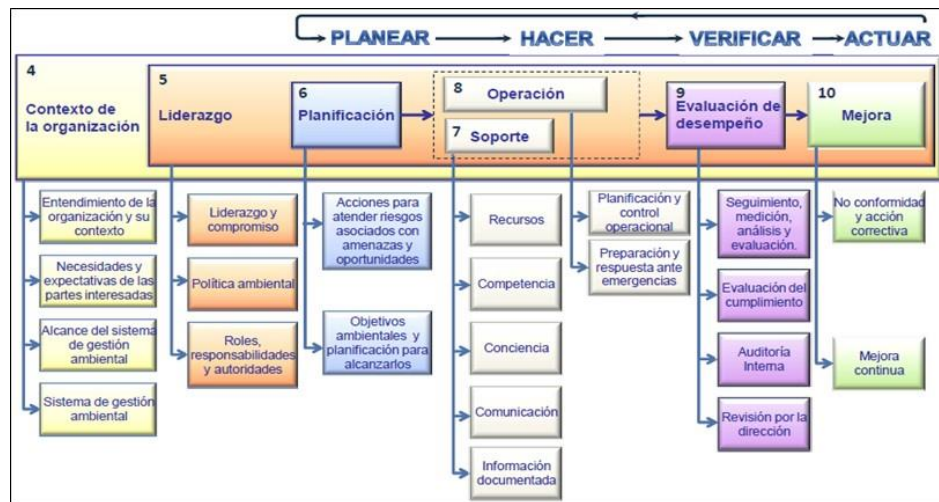 PLANEAR
HACER
VERIFICAR
ACTUAR
4
Contexto de
la organización
5
Liderazgo
6
Planificación
8
Operación
7
Soporte
9
Evaluación de
desempeño
10
Mejora
Entendimiento de la
organización y su
contexto
Necesidades y
expectativas de las
partes interesadas
Alcance del sistema
de gestión
ambiental
Sistema de gestión
ambiental
Liderazgo y
compromiso
Política ambiental
Roles,
responsabilidades
y autoridades
Acciones para
atender riesgos
asociados con
amenazas y
oportunidades
Objetivos
ambientales y
planificación para
alcanzarlos
Recursos
Competencia
Conciencia
Comunicación
Información
documentada
Planificación y
control
operacional
Preparación y
respuesta ante
emergencias
Seguimiento,
medición,
análisis y
evaluación.
Evaluación del
cumplimiento
Auditoría
Interna
Revisión por la
dirección
No conformidad
y acción
correctiva
Mejora
continua